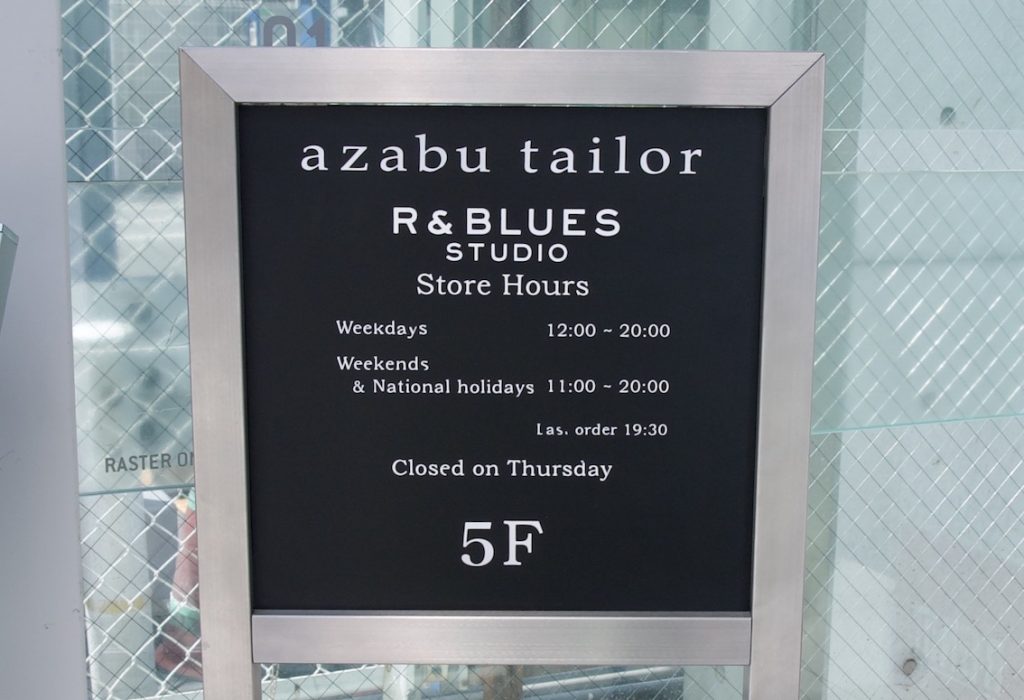 01
azabu tailor
R & BLUES
STUDIO
Store Hours
Weekdays 12:00 ~ 20:00
Weekends
& National holidays 11:00 ~ 20:00
Las. order 19:30
Closed on Thursday
5F
RASTER ON